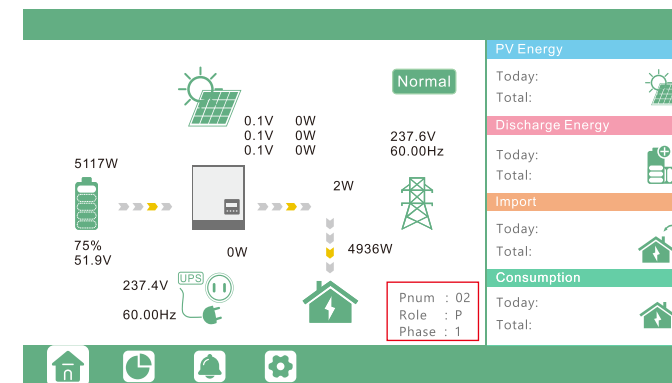 Normal
0.1V 0W
0.1V 0W
0.1V 0W
237.6V
60.00Hz
5117W
2W
75%
51.9V
0W
4936W
237.4V
UPS
60.00Hz
Pnum : 02
Role : P
Phase : 1
PV Energy
Today:
Total:
Discharge Energy
Today:
Total:
Import
Today:
Total:
Consumption
Today:
Total: